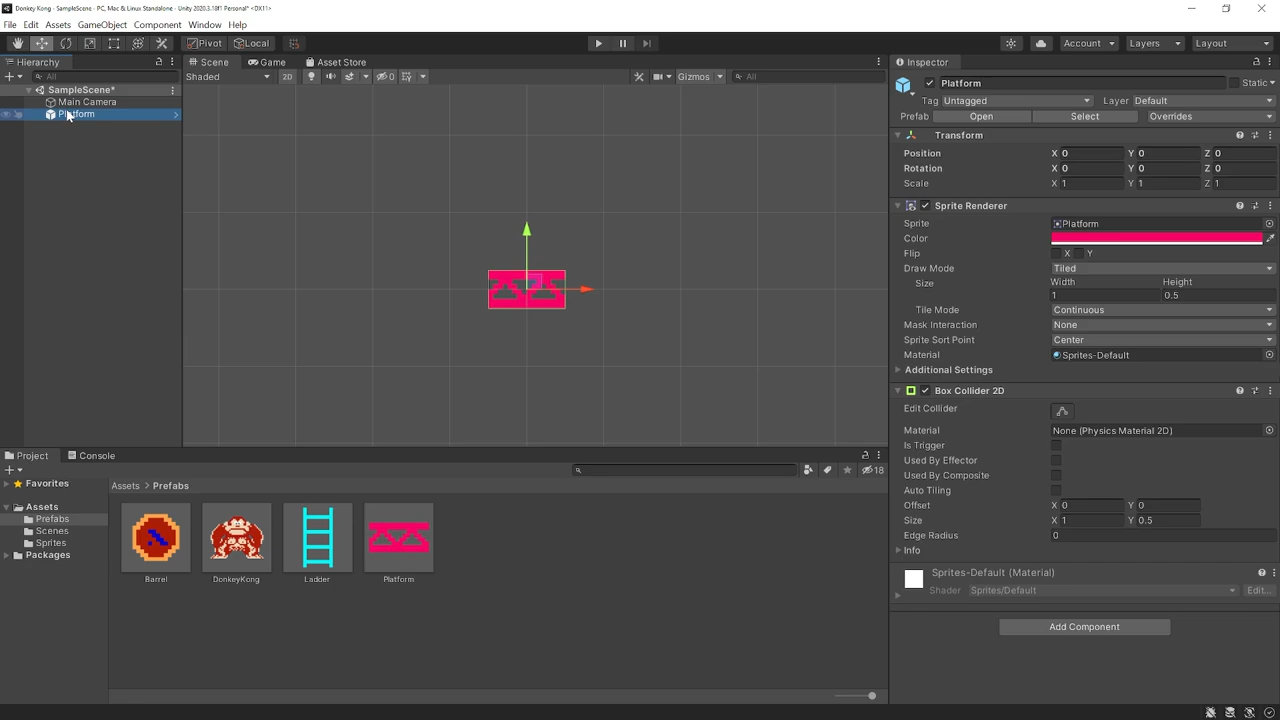 Donkey Kong - SampleScene - PC, Mac & Linux Standalone - Unity 2020.3.18f1 Personal* <DX11>
File Edit Assets GameObject Component Window Help
Pivot Local Account Layers Layout
Hierarchy Scene Game Asset Store Inspector
All Shaded 2D 0 Gizmos All
SampleScene*
Main Camera
Platform
Platform Static
Tag Untagged Layer Default
Prefab Open Select Overrides
Transform
Position X 0 Y 0 Z 0
Rotation X 0 Y 0 Z 0
Scale X 1 Y 1 Z 1
Sprite Renderer
Sprite Platform
Color
Flip X Y
Draw Mode Tiled
Size Width Height
1 0.5
Tile Mode Continuous
Mask Interaction None
Sprite Sort Point Center
Material Sprites-Default
Additional Settings
Box Collider 2D
Edit Collider
Material None (Physics Material 2D)
Is Trigger
Used By Effector
Used By Composite
Auto Tiling
Offset X 0 Y 0
Size X 1 Y 0.5
Edge Radius 0
Info
Sprites-Default (Material)
Shader Sprites/Default Edit...
Add Component
Project Console
18
Favorites
Assets
Prefabs
Scenes
Sprites
Packages
Assets > Prefabs
Barrel DonkeyKong Ladder Platform